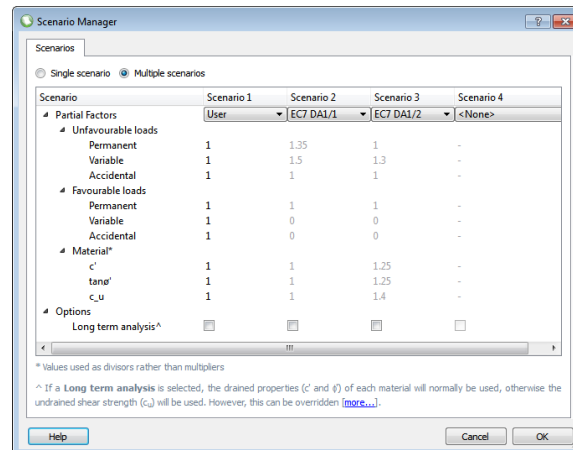 Scenario Manager
Scenarios
Single scenario Multiple scenarios
Scenario Scenario 1 Scenario 2 Scenario 3 Scenario 4
Partial Factors User EC7 DA1/1 EC7 DA1/2 <None>
Unfavourable loads
Permanent 1 1.35 1 -
Variable 1 1.5 1.3 -
Accidental 1 1 1 -
Favourable loads
Permanent 1 1 1 -
Variable 1 0 0 -
Accidental 1 0 0 -
Material*
c' 1 1 1.25 -
tanø' 1 1 1.25 -
c_u 1 1 1.4 -
Options
Long term analysis^
* Values used as divisors rather than multipliers
^ If a Long term analysis is selected, the drained properties (c' and ϕ') of each material will normally be used, otherwise the
undrained shear strength (cu) will be used. However, this can be overridden [more...].
Help Cancel OK